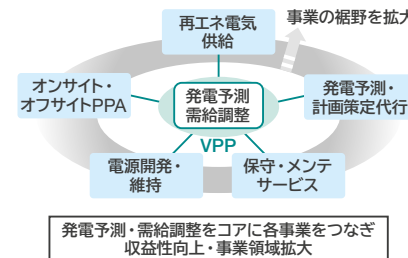 再エネ電気
供給
事業の裾野を拡大
オンサイト・
オフサイトPPA
発電予測
需給調整
発電予測・
計画策定代行
VPP
電源開発・
維持
保守・メンテ
サービス
発電予測・需給調整をコアに各事業をつなぎ
収益性向上・事業領域拡大